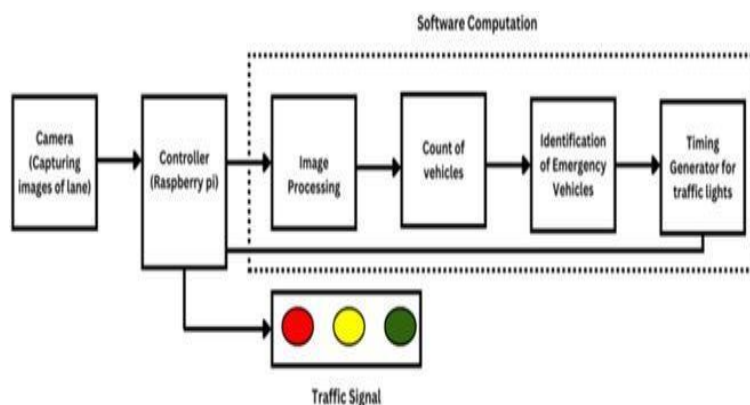 Software Computation
Camera
(Capturing
images of lane)
Controller
(Raspberry pi)
Image
Processing
Count of
vehicles
Identification
of Emergency
Vehicles
Timing
Generator for
traffic lights
Traffic Signal